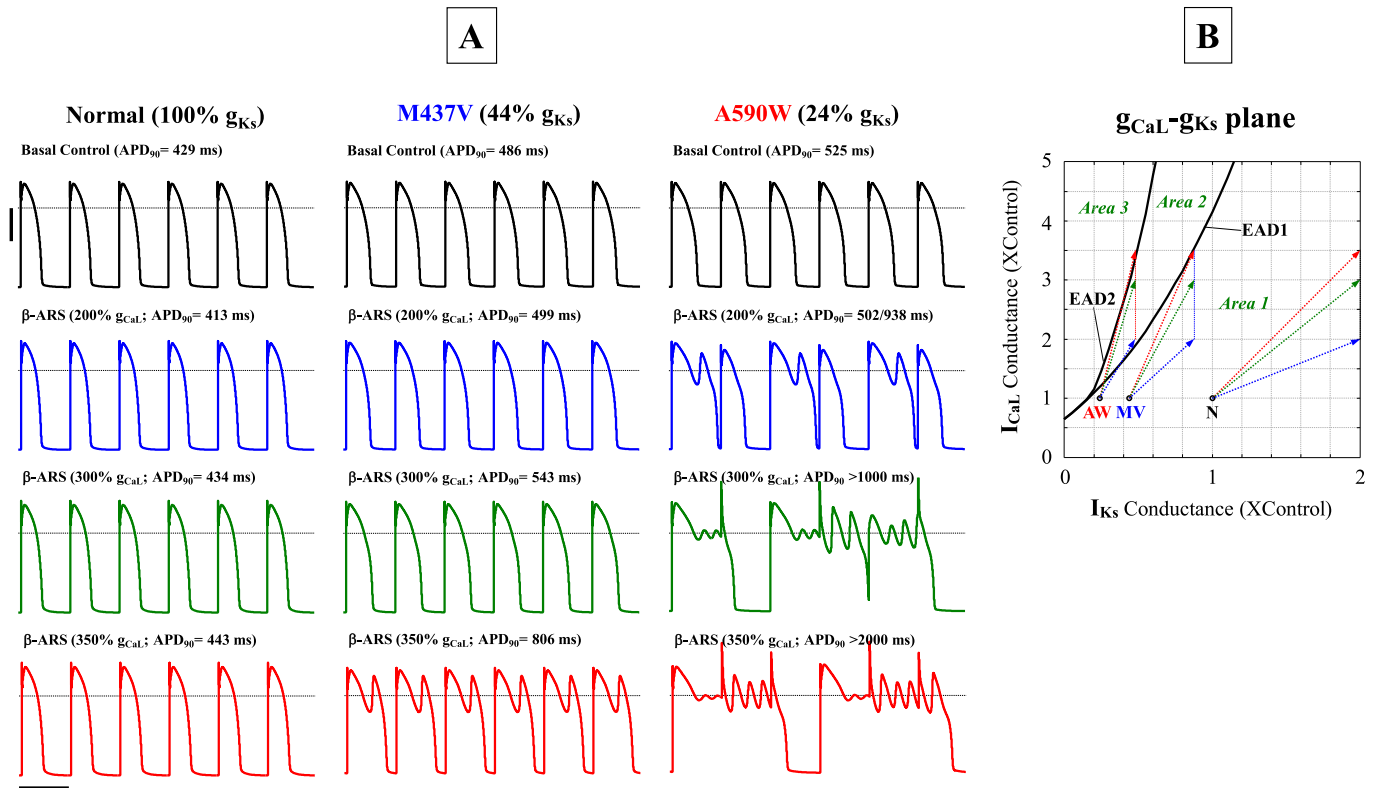 A
B
Normal (100% gKs)
M437V (44% gKs)
A590W (24% gKs)
gCaL-gKs plane
Basal Control (APD90= 429 ms)
Basal Control (APD90= 486 ms)
Basal Control (APD90= 525 ms)
β-ARS (200% gCaL; APD90= 413 ms)
β-ARS (200% gCaL; APD90= 499 ms)
β-ARS (200% gCaL; APD90= 502/938 ms)
β-ARS (300% gCaL; APD90= 434 ms)
β-ARS (300% gCaL; APD90= 543 ms)
β-ARS (300% gCaL; APD90 >1000 ms)
β-ARS (350% gCaL; APD90= 443 ms)
β-ARS (350% gCaL; APD90= 806 ms)
β-ARS (350% gCaL; APD90 >2000 ms)
ICaL Conductance (XControl)
5
4
3
2
1
0
Area 3
Area 2
EAD1
Area 1
EAD2
AW
MV
N
0
1
2
IKs Conductance (XControl)